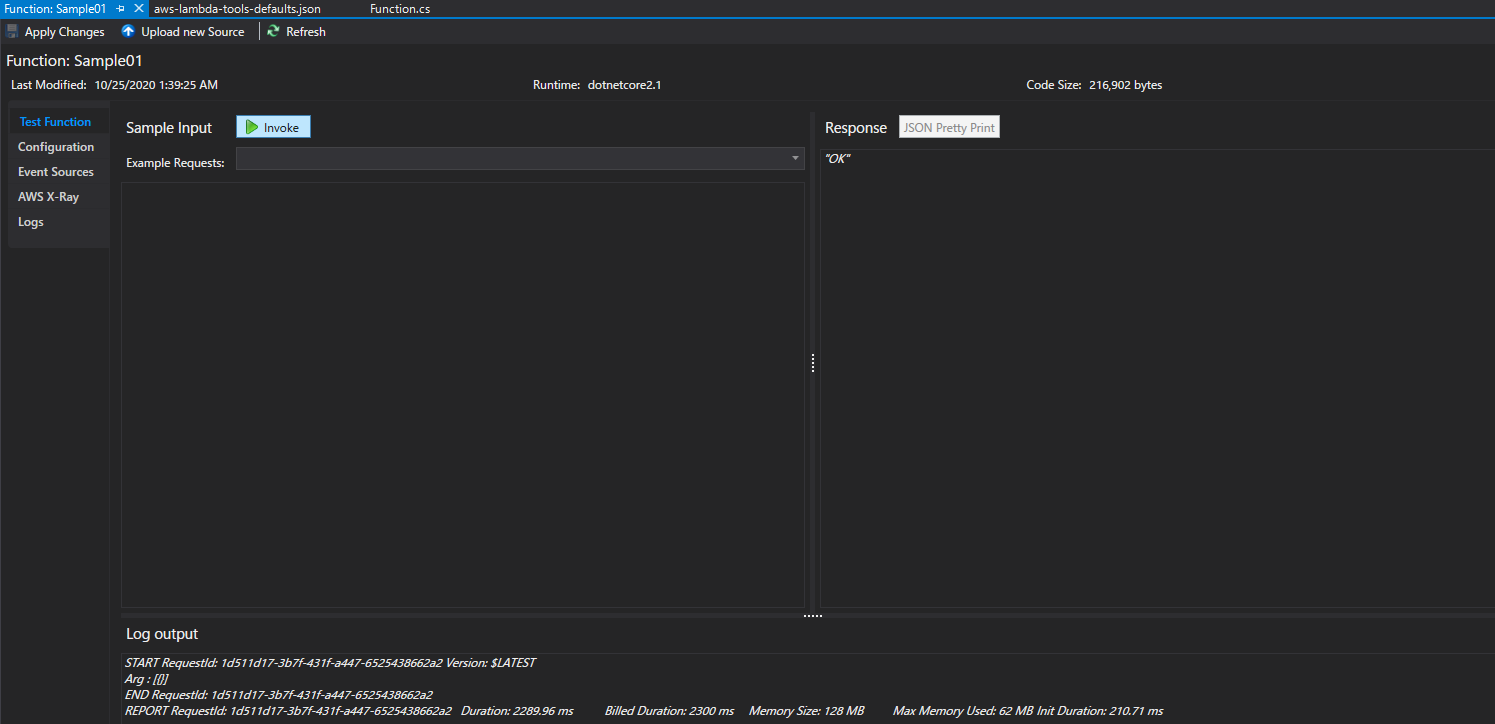 Function: Sample01
aws-lambda-tools-defaults.json
Function.cs
Apply Changes
Upload new Source
Refresh
Function: Sample01
Last Modified: 10/25/2020 1:39:25 AM
Runtime: dotnetcore2.1
Code Size: 216,902 bytes
Test Function
Configuration
Event Sources
AWS X-Ray
Logs
Sample Input
Invoke
Example Requests:
Response
JSON Pretty Print
"OK"
Log output
START RequestId: 1d511d17-3b7f-431f-a447-6525438662a2 Version: $LATEST
Arg : [{}]
END RequestId: 1d511d17-3b7f-431f-a447-6525438662a2
REPORT RequestId: 1d511d17-3b7f-431f-a447-6525438662a2 Duration: 2289.96 ms Billed Duration: 2300 ms Memory Size: 128 MB Max Memory Used: 62 MB Init Duration: 210.71 ms